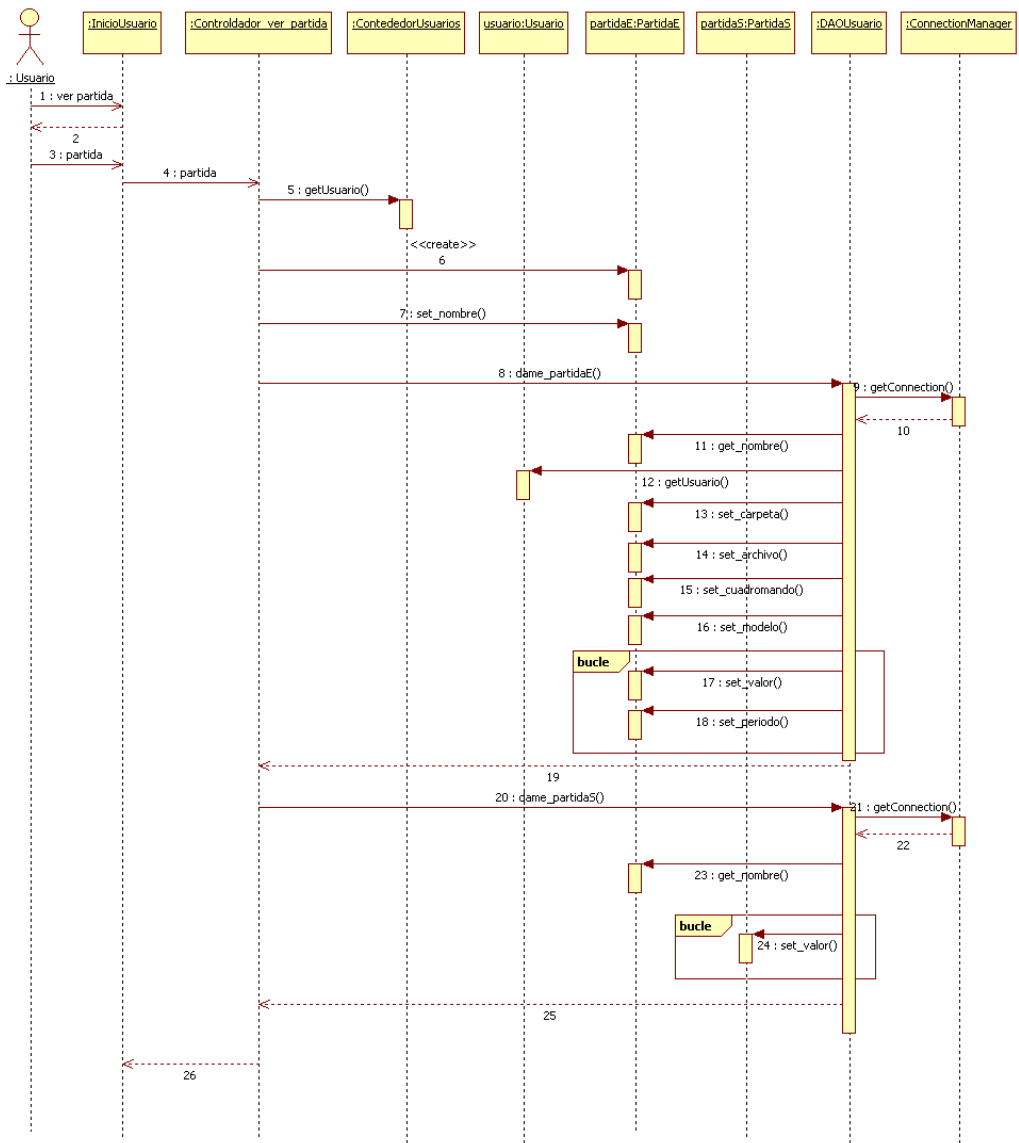 :InicioUsuario
:Controldador_ver_partida
:ContededorUsuarios
usuario:Usuario
partidaE:PartidaE
partidaS:PartidaS
:DAOUsuario
:ConnectionManager
: Usuario
1 : ver partida
2
3 : partida
4 : partida
5 : getUsuario()
<<create>>
6
7 : set_nombre()
8 : dame_partidaE()
9 : getConnection()
10
11 : get_nombre()
12 : getUsuario()
13 : set_carpeta()
14 : set_archivo()
15 : set_cuadromando()
16 : set_modelo()
bucle
17 : set_valor()
18 : set_periodo()
19
20 : dame_partidaS()
21 : getConnection()
22
23 : get_nombre()
bucle
24 : set_valor()
25
26